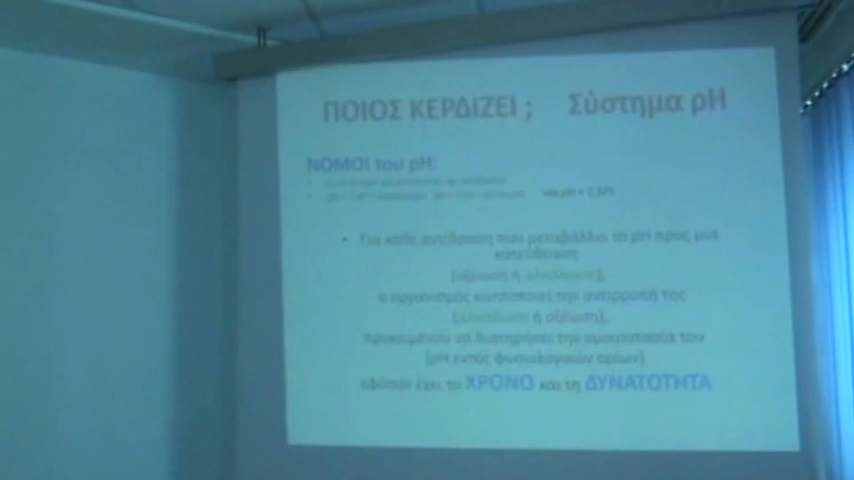 ΠΟΙΟΣ ΚΕΡΔΙΖΕΙ ; Σύστημα pH
ΝΟΜΟΙ του pH:
• Για κάθε αντίδραση που μεταβάλλει το pH προς μια
κατεύθυνση
(οξέωση ή αλκάλωση),
ο οργανισμός κινητοποιεί την αντιρροπή της
(αλκάλωση ή οξέωση),
προκειμένου να διατηρήσει την ομοιοστασία του
(pH εντός φυσιολογικών ορίων)
εφόσον έχει το ΧΡΟΝΟ και τη ΔΥΝΑΤΟΤΗΤΑ